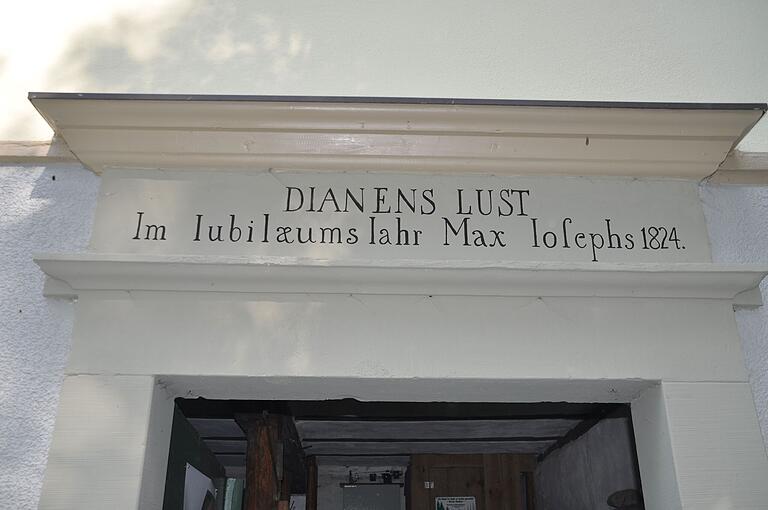 DIANENS LUST
Im Iubilæums Iahr Max Ioſephs 1824.